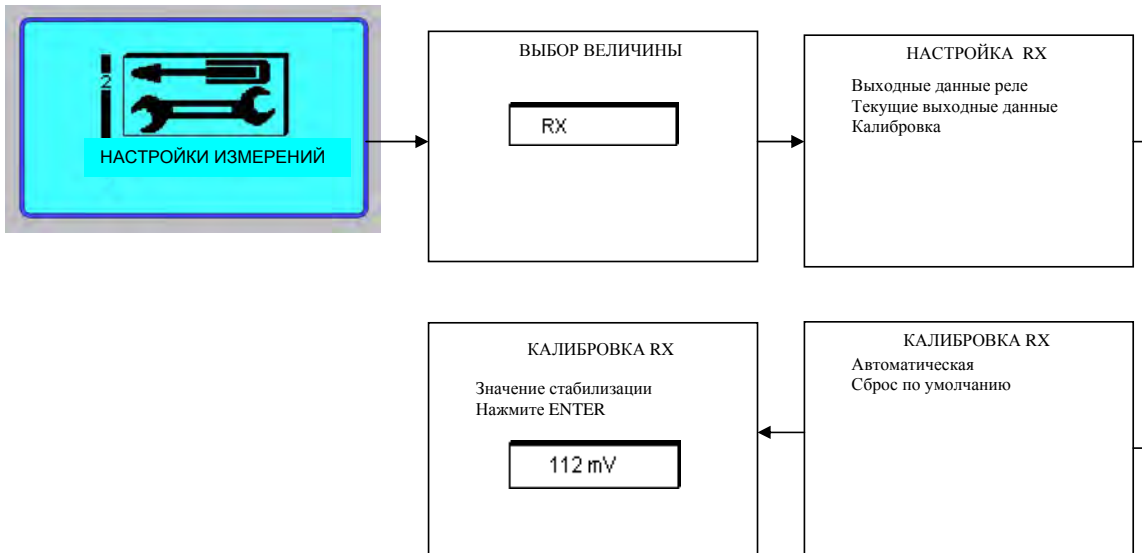 2
НАСТРОЙКИ ИЗМЕРЕНИЙ
ВЫБОР ВЕЛИЧИНЫ
RX
НАСТРОЙКА RX
Выходные данные реле
Текущие выходные данные
Калибровка
КАЛИБРОВКА RX
Значение стабилизации
Нажмите ENTER
112 mV
КАЛИБРОВКА RX
Автоматическая
Сброс по умолчанию